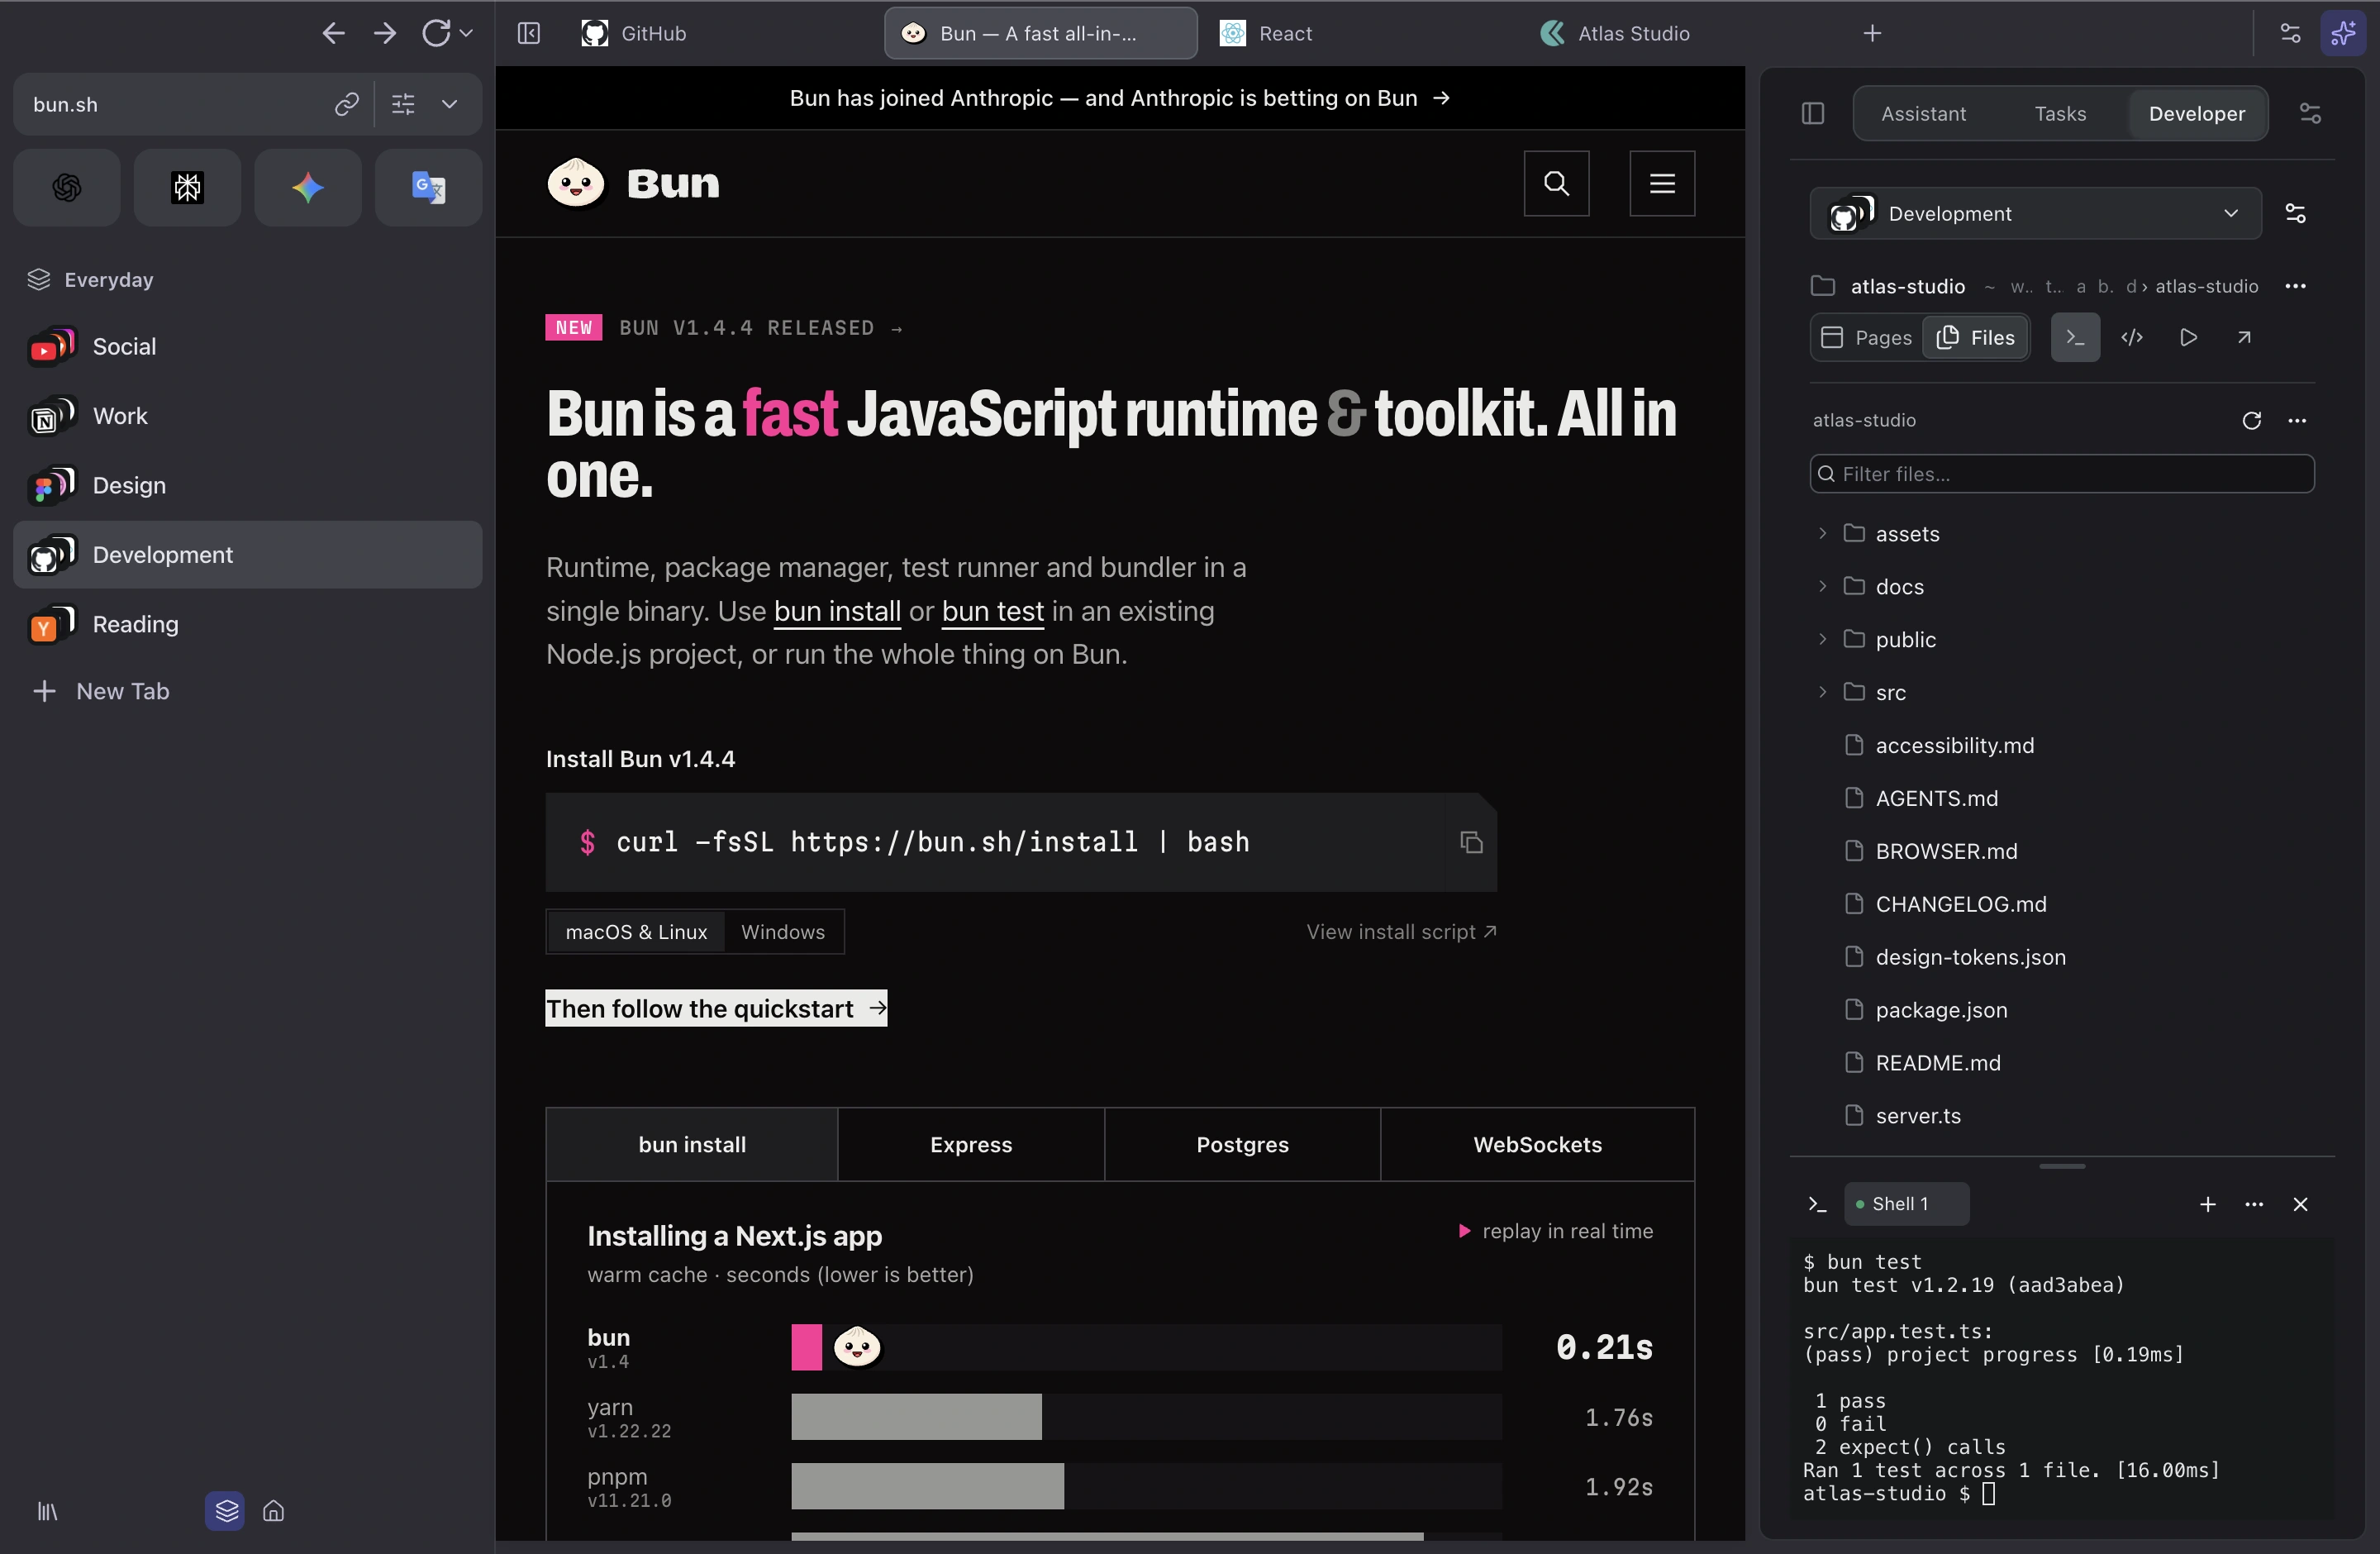 GitHub
Bun — A fast all-in-...
React
Atlas Studio
bun.sh
Everyday
Social
Work
Design
Development
Reading
New Tab
Bun has joined Anthropic — and Anthropic is betting on Bun →
Bun
NEW BUN V1.4.4 RELEASED →
Bun is a fast JavaScript runtime & toolkit. All in
one.
Runtime, package manager, test runner and bundler in a
single binary. Use bun install or bun test in an existing
Node.js project, or run the whole thing on Bun.
Install Bun v1.4.4
$ curl -fsSL https://bun.sh/install | bash
macOS & Linux Windows
View install script ↗
Then follow the quickstart →
bun install Express Postgres WebSockets
Installing a Next.js app
replay in real time
warm cache · seconds (lower is better)
bun
v1.4
0.21s
yarn
v1.22.22
1.76s
pnpm
v11.21.0
1.92s
Assistant Tasks Developer
Development
atlas-studio ~ w.. t... a b. d › atlas-studio
Pages Files
atlas-studio
Filter files...
assets
docs
public
src
accessibility.md
AGENTS.md
BROWSER.md
CHANGELOG.md
design-tokens.json
package.json
README.md
server.ts
Shell 1
$ bun test
bun test v1.2.19 (aad3abea)
src/app.test.ts:
(pass) project progress [0.19ms]
1 pass
0 fail
2 expect() calls
Ran 1 test across 1 file. [16.00ms]
atlas-studio $